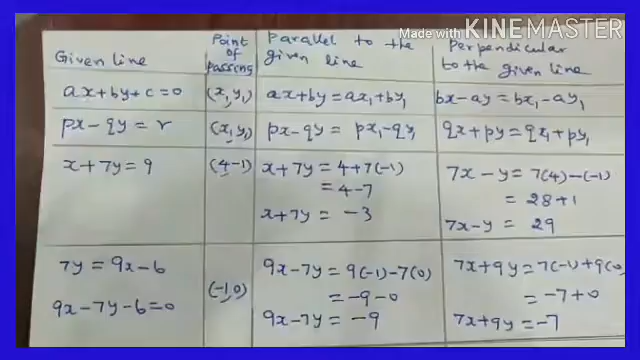 Made with KINEMASTER
Given line
Point of passing
Parallel to the given line
Perpendicular to the given line
ax+by+c=0
(x,y,)
ax+by=ax₁+by₁
bx-ay=bx₁-ay₁
px-qy=r
(x,y,)
px-qy=px₁-qy₁
qx+py=qx₁+py₁
x+7y=9
(4,-1)
x+7y=4+7(-1)
=4-7
x+7y=-3
7x-y=7(4)-(-1)
=28+1
7x-y=29
7y=9x-6
9x-7y-6=0
(-1,0)
9x-7y=9(-1)-7(0)
=-9-0
9x-7y=-9
7x+9y=7(-1)+9(0
=-7+0
7x+9y=-7